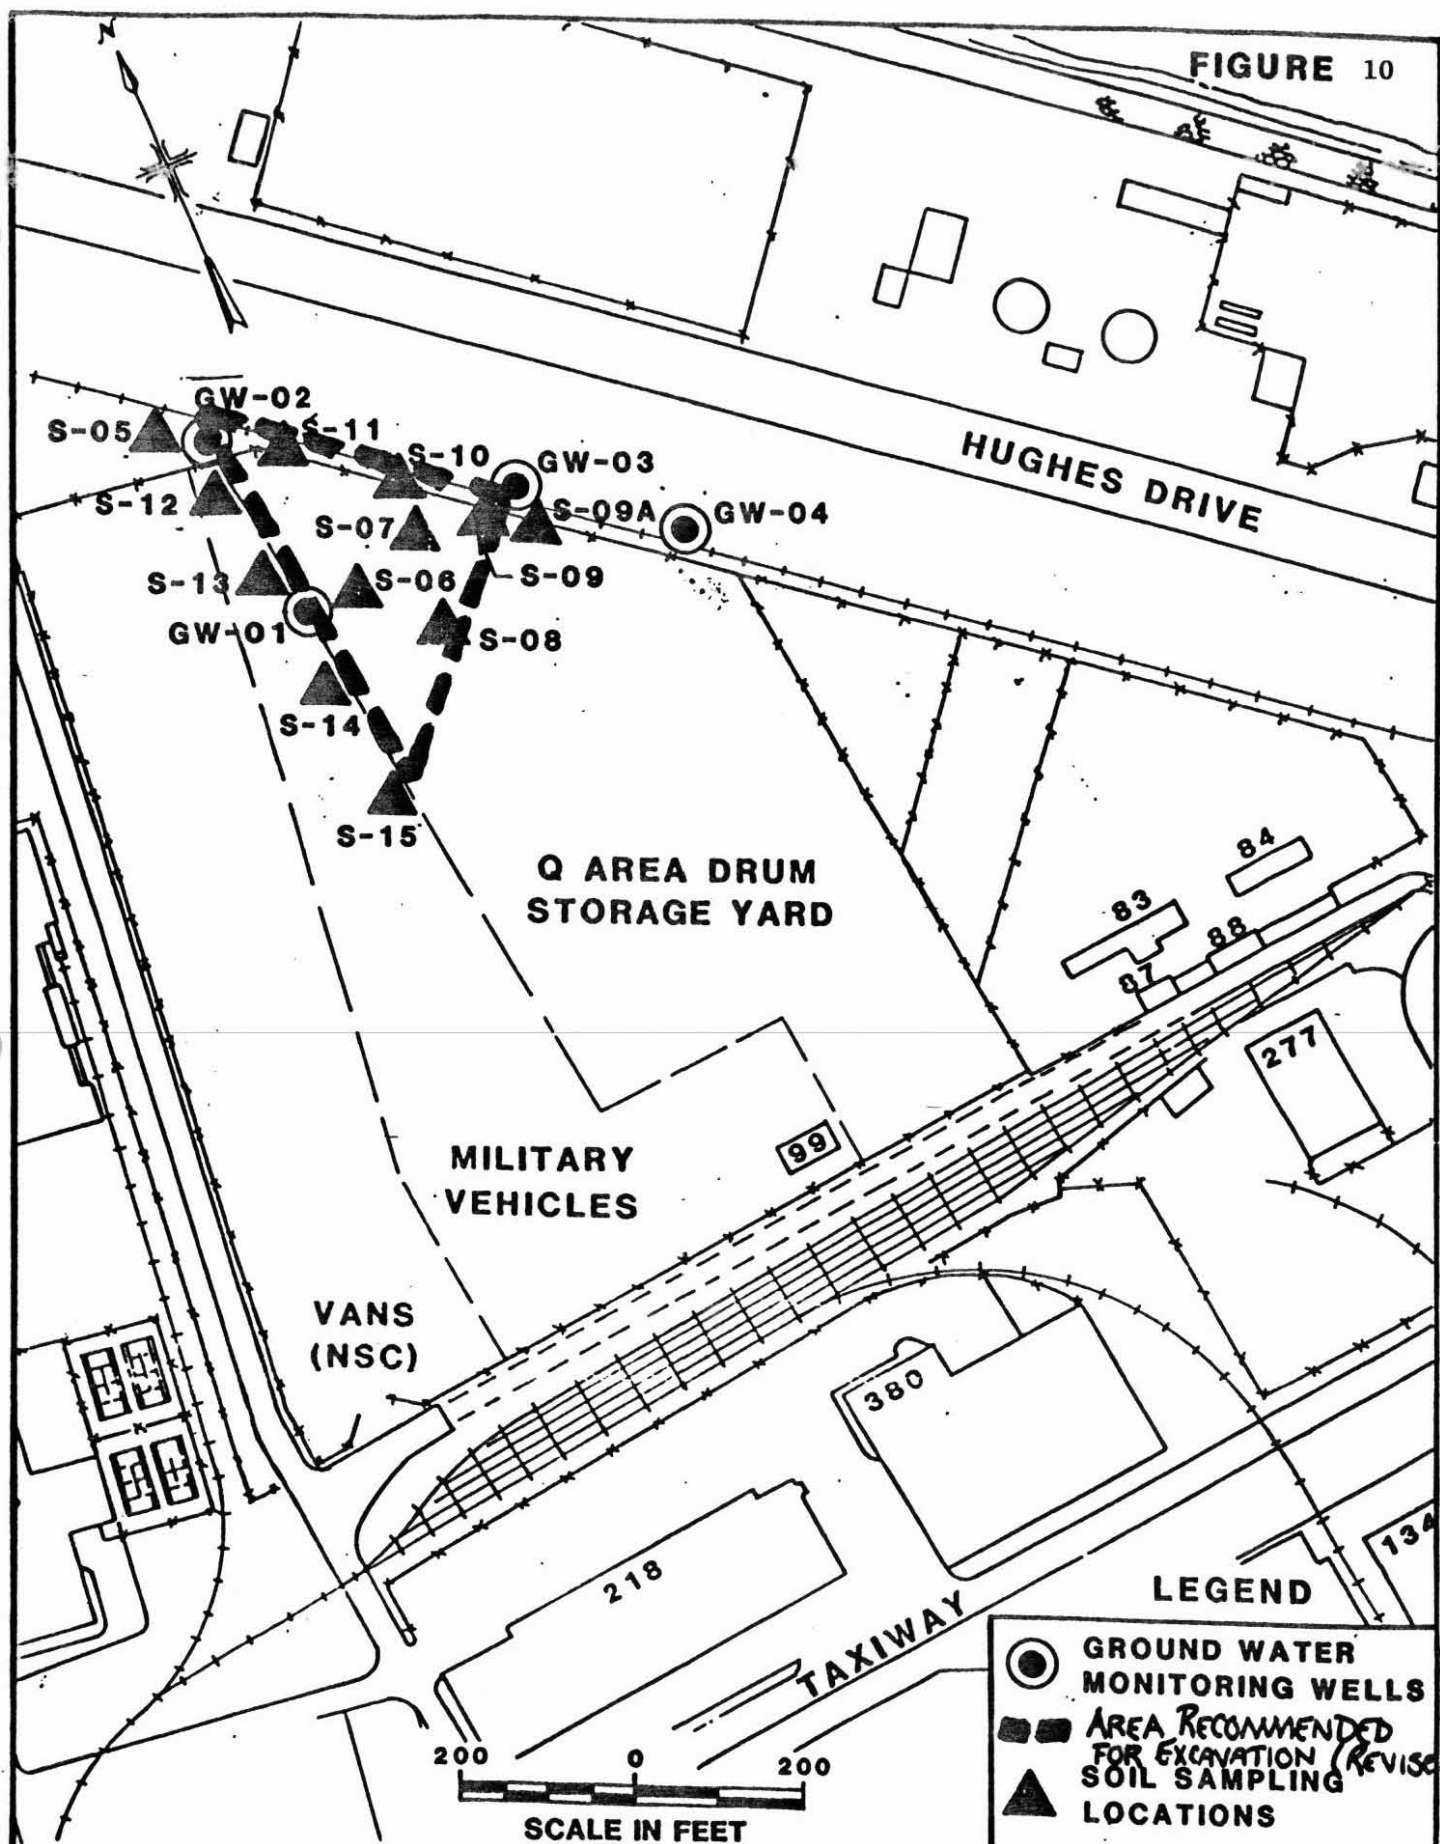 N
FIGURE 10
GW-02
S-05
S-11
S-10
GW-03
HUGHES DRIVE
S-12
S-07
S-09A
GW-04
S-13
S-06
S-09
GW-01
S-08
S-14
S-15
Q AREA DRUM
STORAGE YARD
84
83
88
87
277
99
MILITARY
VEHICLES
VANS
(NSC)
380
218
134
TAXIWAY
LEGEND
GROUND WATER
MONITORING WELLS
AREA RECOMMENDED
FOR EXCAVATION (REVISE
SOIL SAMPLING
LOCATIONS
200 0 200
SCALE IN FEET